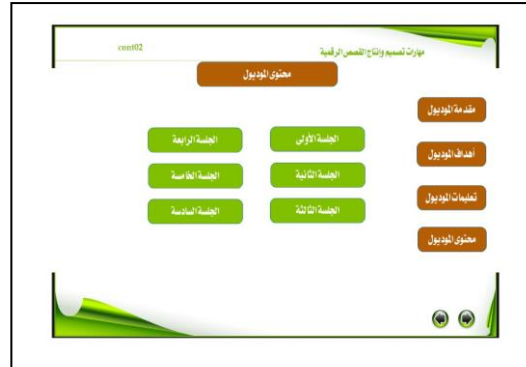 مهارات تصميم وإنتاج القصص الرقمية
cont02
محتوى الموديول
مقدمة الموديول
أهداف الموديول
تعليمات الموديول
محتوى الموديول
الجلسة الأولى
الجلسة الرابعة
الجلسة الثانية
الجلسة الخامسة
الجلسة الثالثة
الجلسة السادسة